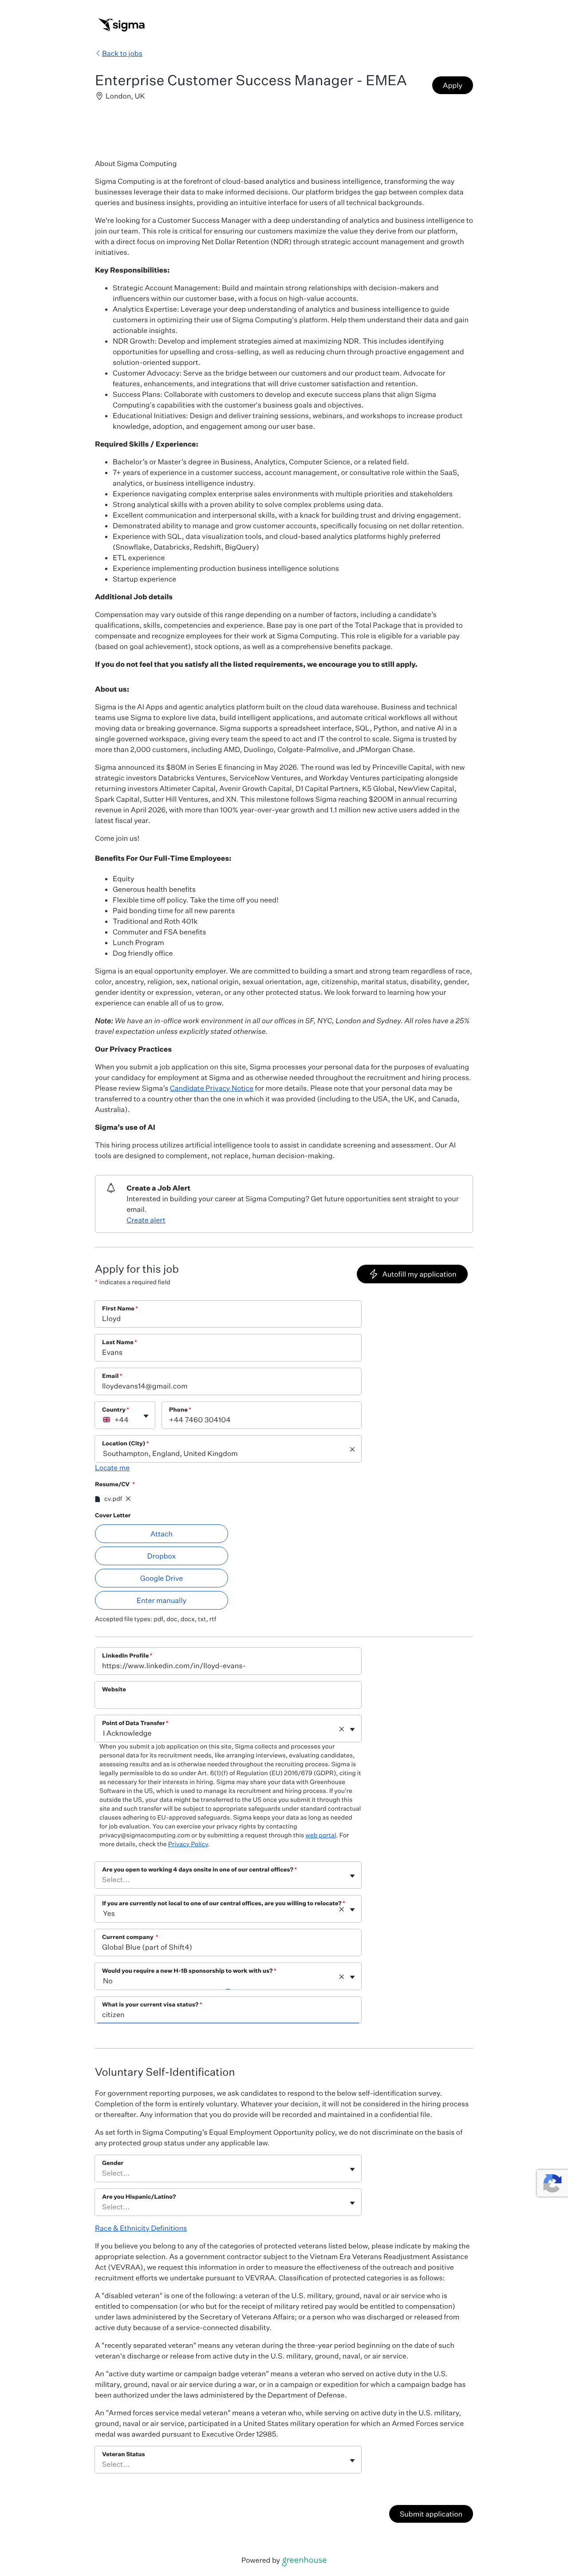 sigma
Back to jobs
Enterprise Customer Success Manager - EMEA
Apply
London, UK
About Sigma Computing
Sigma Computing is at the forefront of cloud-based analytics and business intelligence, transforming the way
businesses leverage their data to make informed decisions. Our platform bridges the gap between complex data
queries and business insights, providing an intuitive interface for users of all technical backgrounds.
We're looking for a Customer Success Manager with a deep understanding of analytics and business intelligence to
join our team. This role is critical for ensuring our customers maximize the value they derive from our platform,
with a direct focus on improving Net Dollar Retention (NDR) through strategic account management and growth
initiatives.
Key Responsibilities:
Strategic Account Management: Build and maintain strong relationships with decision-makers and
influencers within our customer base, with a focus on high-value accounts.
Analytics Expertise: Leverage your deep understanding of analytics and business intelligence to guide
customers in optimizing their use of Sigma Computing's platform. Help them understand their data and gain
actionable insights.
NDR Growth: Develop and implement strategies aimed at maximizing NDR. This includes identifying
opportunities for upselling and cross-selling, as well as reducing churn through proactive engagement and
solution-oriented support.
Customer Advocacy: Serve as the bridge between our customers and our product team. Advocate for
features, enhancements, and integrations that will drive customer satisfaction and retention.
Success Plans: Collaborate with customers to develop and execute success plans that align Sigma
Computing's capabilities with the customer's business goals and objectives.
Educational Initiatives: Design and deliver training sessions, webinars, and workshops to increase product
knowledge, adoption, and engagement among our user base.
Required Skills / Experience:
Bachelor's or Master's degree in Business, Analytics, Computer Science, or a related field.
7+ years of experience in a customer success, account management, or consultative role within the SaaS,
analytics, or business intelligence industry.
Experience navigating complex enterprise sales environments with multiple priorities and stakeholders
Strong analytical skills with a proven ability to solve complex problems using data.
Excellent communication and interpersonal skills, with a knack for building trust and driving engagement.
Demonstrated ability to manage and grow customer accounts, specifically focusing on net dollar retention.
Experience with SQL, data visualization tools, and cloud-based analytics platforms highly preferred
(Snowflake, Databricks, Redshift, BigQuery)
ETL experience
Experience implementing production business intelligence solutions
Startup experience
Additional Job details
Compensation may vary outside of this range depending on a number of factors, including a candidate's
qualifications, skills, competencies and experience. Base pay is one part of the Total Package that is provided to
compensate and recognize employees for their work at Sigma Computing. This role is eligible for a variable pay
(based on goal achievement), stock options, as well as a comprehensive benefits package.
If you do not feel that you satisfy all the listed requirements, we encourage you to still apply.
About us:
Sigma is the AI Apps and agentic analytics platform built on the cloud data warehouse. Business and technical
teams use Sigma to explore live data, build intelligent applications, and automate critical workflows all without
moving data or breaking governance. Sigma supports a spreadsheet interface, SQL, Python, and native AI in a
single governed workspace, giving every team the speed to act and IT the control to scale. Sigma is trusted by
more than 2,000 customers, including AMD, Duolingo, Colgate-Palmolive, and JPMorgan Chase.
Sigma announced its $80M in Series E financing in May 2026. The round was led by Princeville Capital, with new
strategic investors Databricks Ventures, ServiceNow Ventures, and Workday Ventures participating alongside
returning investors Altimeter Capital, Avenir Growth Capital, D1 Capital Partners, K5 Global, NewView Capital,
Spark Capital, Sutter Hill Ventures, and XN. This milestone follows Sigma reaching $200M in annual recurring
revenue in April 2026, with more than 100% year-over-year growth and 1.1 million new active users added in the
latest fiscal year.
Come join us!
Benefits For Our Full-Time Employees:
Equity
Generous health benefits
Flexible time off policy. Take the time off you need!
Paid bonding time for all new parents
Traditional and Roth 401k
Commuter and FSA benefits
Lunch Program
Dog friendly office
Sigma is an equal opportunity employer. We are committed to building a smart and strong team regardless of race,
color, ancestry, religion, sex, national origin, sexual orientation, age, citizenship, marital status, disability, gender,
gender identity or expression, veteran, or any other protected status. We look forward to learning how your
experience can enable all of us to grow.
Note: We have an in-office work environment in all our offices in SF, NYC, London and Sydney. All roles have a 25%
travel expectation unless explicitly stated otherwise.
Our Privacy Practices
When you submit a job application on this site, Sigma processes your personal data for the purposes of evaluating
your candidacy for employment at Sigma and as otherwise needed throughout the recruitment and hiring process.
Please review Sigma's Candidate Privacy Notice for more details. Please note that your personal data may be
transferred to a country other than the one in which it was provided (including to the USA, the UK, and Canada,
Australia).
Sigma's use of AI
This hiring process utilizes artificial intelligence tools to assist in candidate screening and assessment. Our AI
tools are designed to complement, not replace, human decision-making.
Create a Job Alert
Interested in building your career at Sigma Computing? Get future opportunities sent straight to your
email.
Create alert
Apply for this job
* indicates a required field
Autofill my application
First Name*
Lloyd
Last Name*
Evans
Email*
lloydevans14@gmail.com
Country*
+44
Phone*
+44 7460 304104
Location (City)*
Southampton, England, United Kingdom
Locate me
Resume/CV *
cv.pdf
Cover Letter
Attach
Dropbox
Google Drive
Enter manually
Accepted file types: pdf, doc, docx, txt, rtf
LinkedIn Profile*
https://www.linkedin.com/in/lloyd-evans-
Website
Point of Data Transfer*
I Acknowledge
When you submit a job application on this site, Sigma collects and processes your
personal data for its recruitment needs, like arranging interviews, evaluating candidates,
assessing results and as is otherwise needed throughout the recruiting process. Sigma is
legally permissible to do so under Art. 6(1)(f) of Regulation (EU) 2016/679 (GDPR), citing it
as necessary for their interests in hiring. Sigma may share your data with Greenhouse
Software in the US, which is used to manage its recruitment and hiring process. If you're
outside the US, your data may be transferred to the US once you submit it through this
site and such transfer will be subject to appropriate safeguards under standard contractual
clauses adhering to EU-approved safeguards. Sigma keeps your data as long as needed
for job evaluation. You can exercise your privacy rights by contacting
privacy@sigmacomputing.com or by submitting a request through this web portal. For
more details, check the Privacy Policy.
Are you open to working 4 days onsite in one of our central offices?*
Select...
If you are currently not local to one of our central offices, are you willing to relocate?*
Yes
Current company *
Global Blue (part of Shift4)
Would you require a new H-1B sponsorship to work with us?*
No
What is your current visa status?*
citizen
Voluntary Self-Identification
For government reporting purposes, we ask candidates to respond to the below self-identification survey.
Completion of the form is entirely voluntary. Whatever your decision, it will not be considered in the hiring process
or thereafter. Any information that you do provide will be recorded and maintained in a confidential file.
As set forth in Sigma Computing's Equal Employment Opportunity policy, we do not discriminate on the basis of
any protected group status under any applicable law.
Gender
Select...
Are you Hispanic/Latino?
Select...
Race & Ethnicity Definitions
If you believe you belong to any of the categories of protected veterans listed below, please indicate by making the
appropriate selection. As a government contractor subject to the Vietnam Era Veterans Readjustment Assistance
Act (VEVRAA), we request this information in order to measure the effectiveness of the outreach and positive
recruitment efforts we undertake pursuant to VEVRAA. Classification of protected categories is as follows:
A "disabled veteran" is one of the following: a veteran of the U.S. military, ground, naval or air service who is
entitled to compensation (or who but for the receipt of military retired pay would be entitled to compensation)
under laws administered by the Secretary of Veterans Affairs; or a person who was discharged or released from
active duty because of a service-connected disability.
A "recently separated veteran" means any veteran during the three-year period beginning on the date of such
veteran's discharge or release from active duty in the U.S. military, ground, naval, or air service.
An "active duty wartime or campaign badge veteran" means a veteran who served on active duty in the U.S.
military, ground, naval or air service during a war, or in a campaign or expedition for which a campaign badge has
been authorized under the laws administered by the Department of Defense.
An "Armed forces service medal veteran" means a veteran who, while serving on active duty in the U.S. military,
ground, naval or air service, participated in a United States military operation for which an Armed Forces service
medal was awarded pursuant to Executive Order 12985.
Veteran Status
Select...
Submit application
Powered by greenhouse